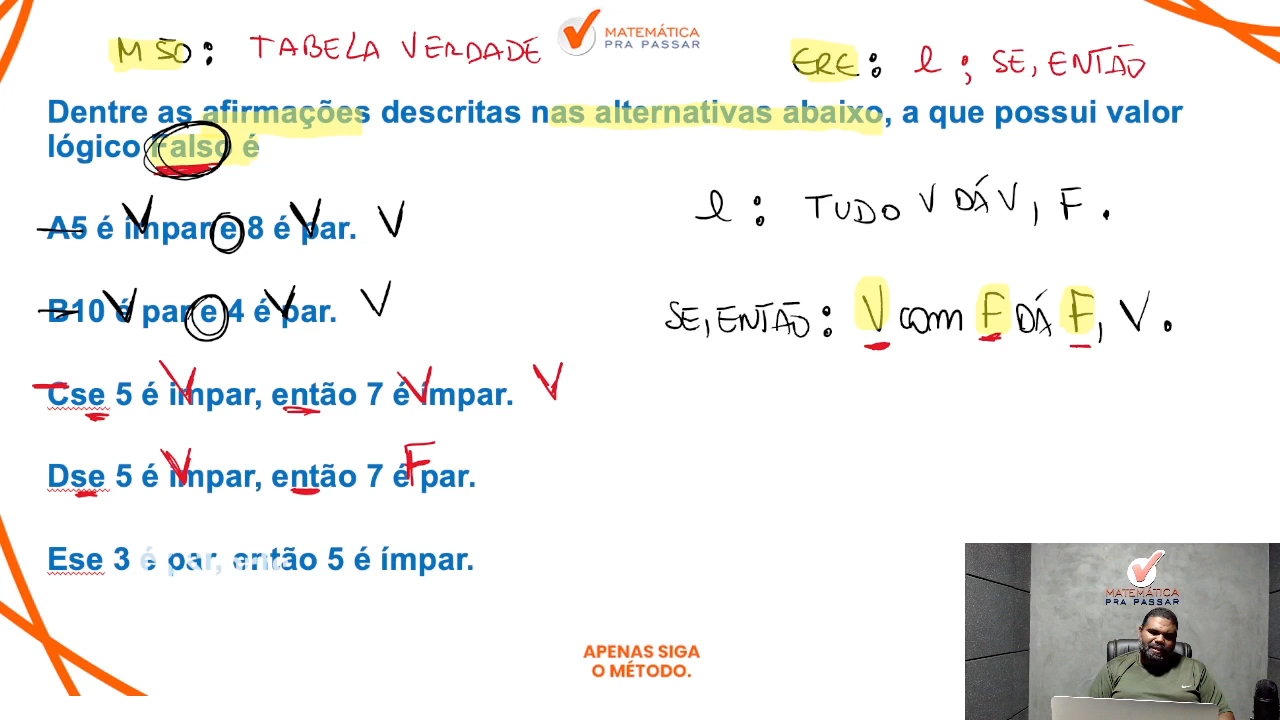 MATEMÁTICA
PRA PASSAR
M 50: TABELA VERDADE
CRE: e; SE, ENTÃO
Dentre as afirmações descritas nas alternativas abaixo, a que possui valor
lógico Falso é
A5 é ímpar e 8 é par.
V V V
e: TUDO V DÁ V, F.
B10 é par e 4 é par.
V V V
SE, ENTÃO: V com F DÁ F, V.
Cse 5 é ímpar, então 7 é ímpar.
V V V
Dse 5 é ímpar, então 7 é par.
V F
Ese 3 é par, então 5 é ímpar.
MATEMÁTICA
PRA PASSAR
APENAS SIGA
O MÉTODO.